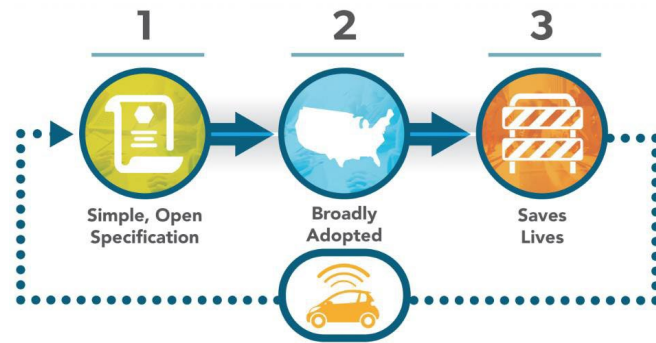 1
2
3
Simple, Open
Specification
Broadly
Adopted
Saves
Lives